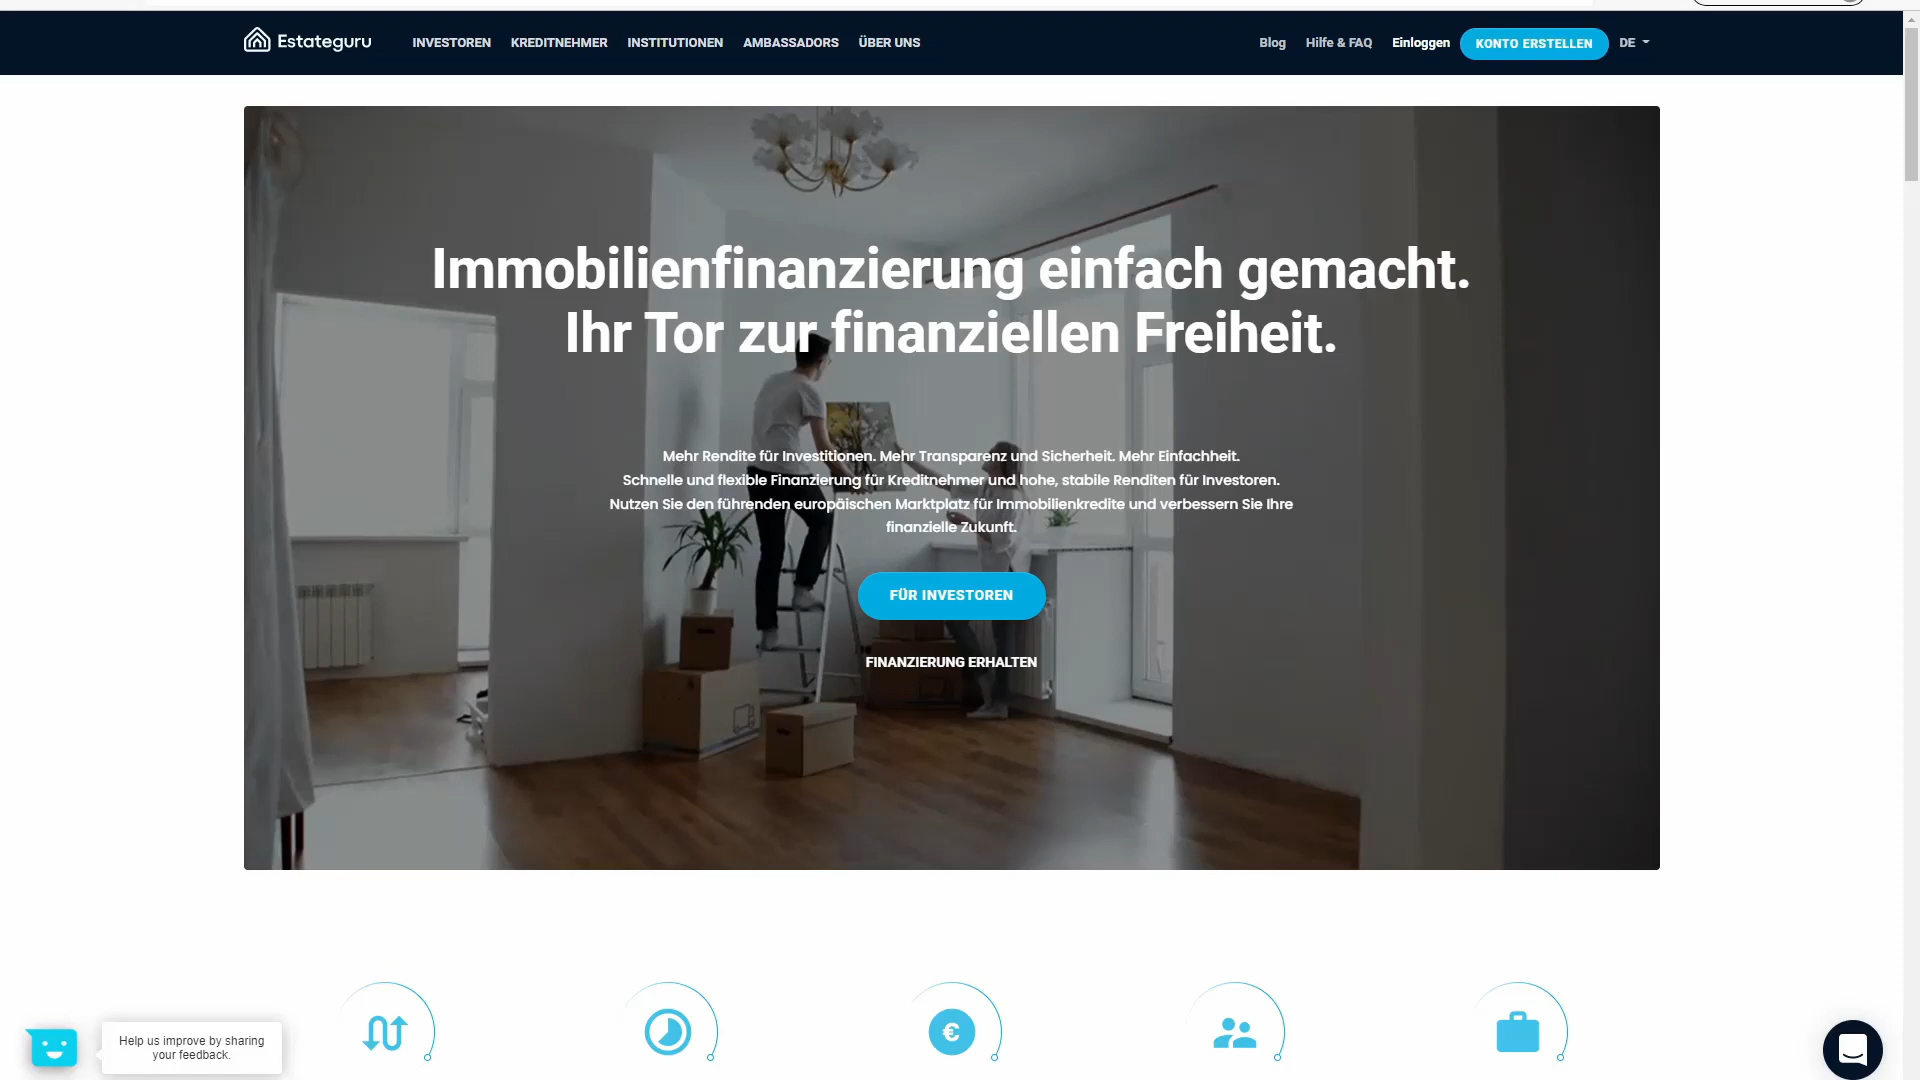 Estateguru
INVESTOREN KREDITNEHMER INSTITUTIONEN AMBASSADORS ÜBER UNS
Blog Hilfe & FAQ Einloggen KONTO ERSTELLEN DE
Immobilienfinanzierung einfach gemacht.
Ihr Tor zur finanziellen Freiheit.
Mehr Rendite für Investitionen. Mehr Transparenz und Sicherheit. Mehr Einfachheit.
Schnelle und flexible Finanzierung für Kreditnehmer und hohe, stabile Renditen für Investoren.
Nutzen Sie den führenden europäischen Marktplatz für Immobilienkredite und verbessern Sie Ihre
finanzielle Zukunft.
FÜR INVESTOREN
FINANZIERUNG ERHALTEN
€
Help us improve by sharing
your feedback.